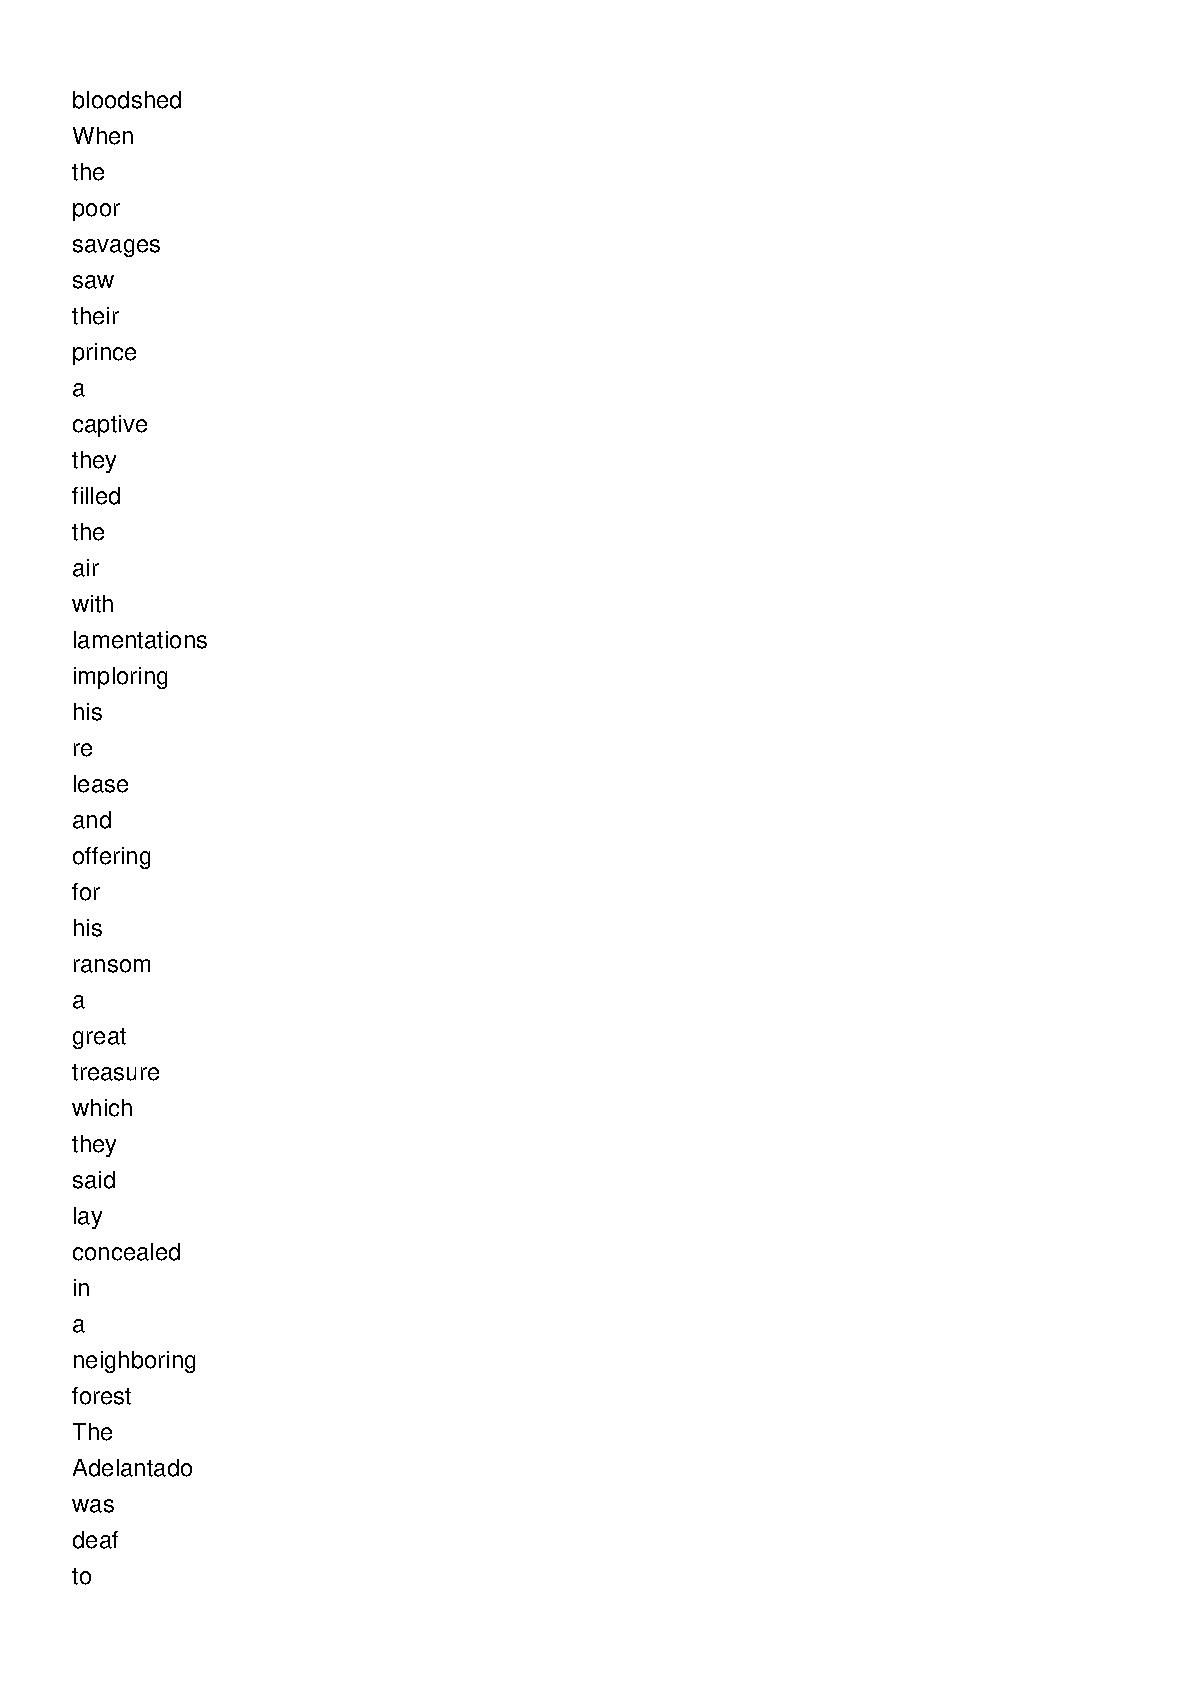 bloodshed
When
the
poor
savages
saw
their
prince
a
captive
they
filled
the
air
with
lamentations
imploring
his
re
lease
and
offering
for
his
ransom
a
great
treasure
which
they
said
lay
concealed
in
a
neighboring
forest
The
Adelantado
was
deaf
to